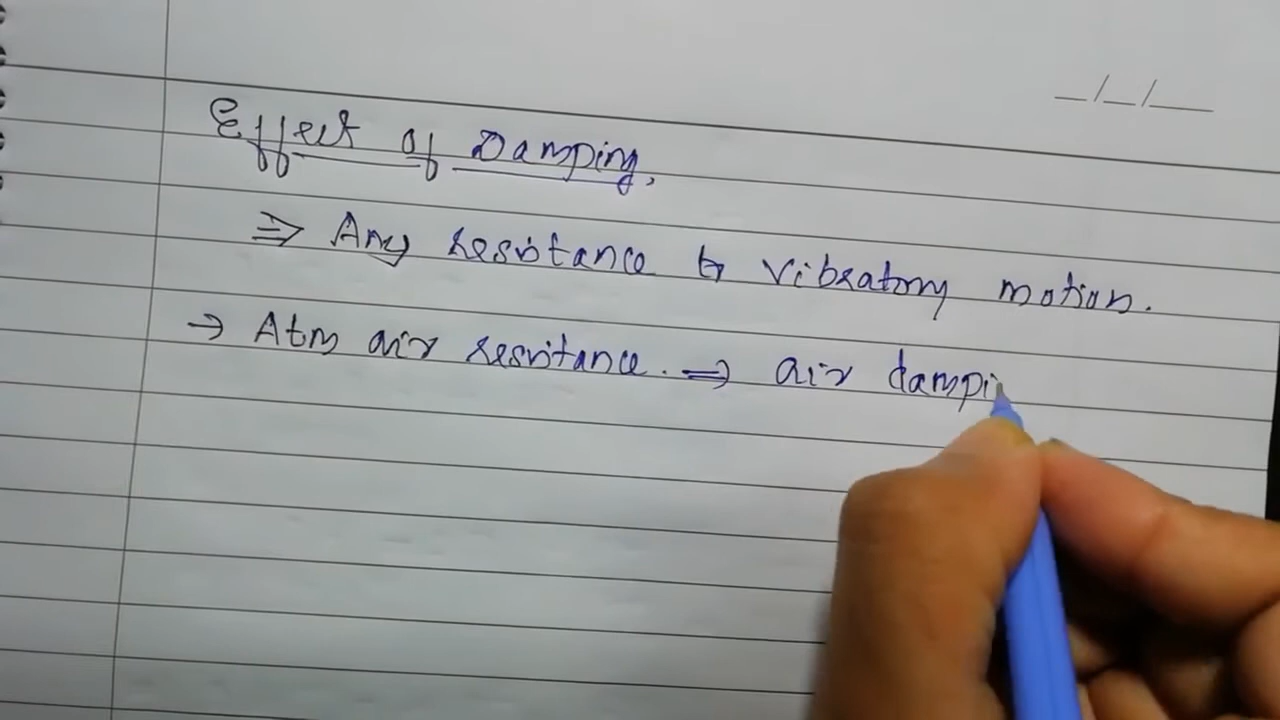 Effect of Damping,
⇒ Any resistance to vibratory motion.
→ Atm air resistance. ⇒ air dampi